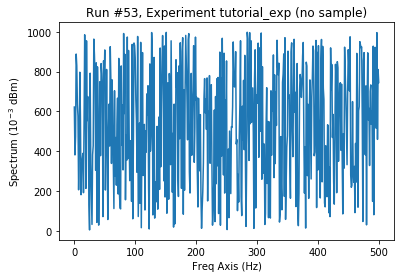 Run #53, Experiment tutorial_exp (no sample)
1000
800
600
400
200
0
Spectrum (10⁻³ dBm)
0 100 200 300 400 500
Freq Axis (Hz)